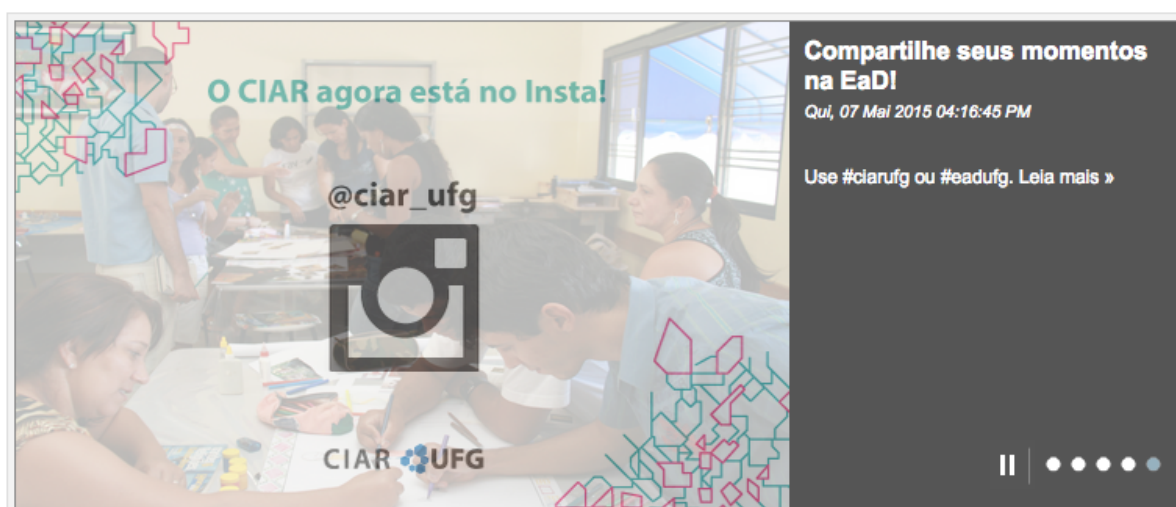 O CIAR agora está no Insta!
@ciar_ufg
CIAR UFG
Compartilhe seus momentos
na EaD!
Qui, 07 Mai 2015 04:16:45 PM
Use #ciarufg ou #eadufg. Leia mais »